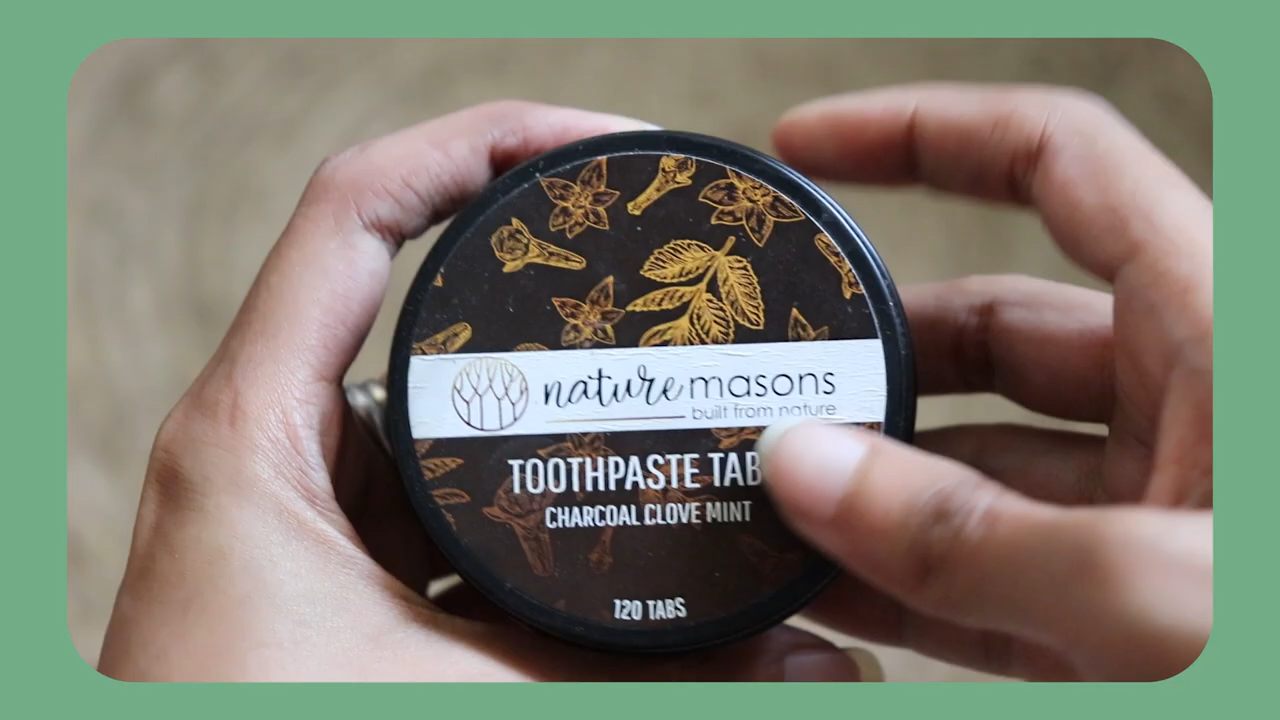 nature masons
built from nature
TOOTHPASTE TAB
CHARCOAL CLOVE MINT
120 TABS